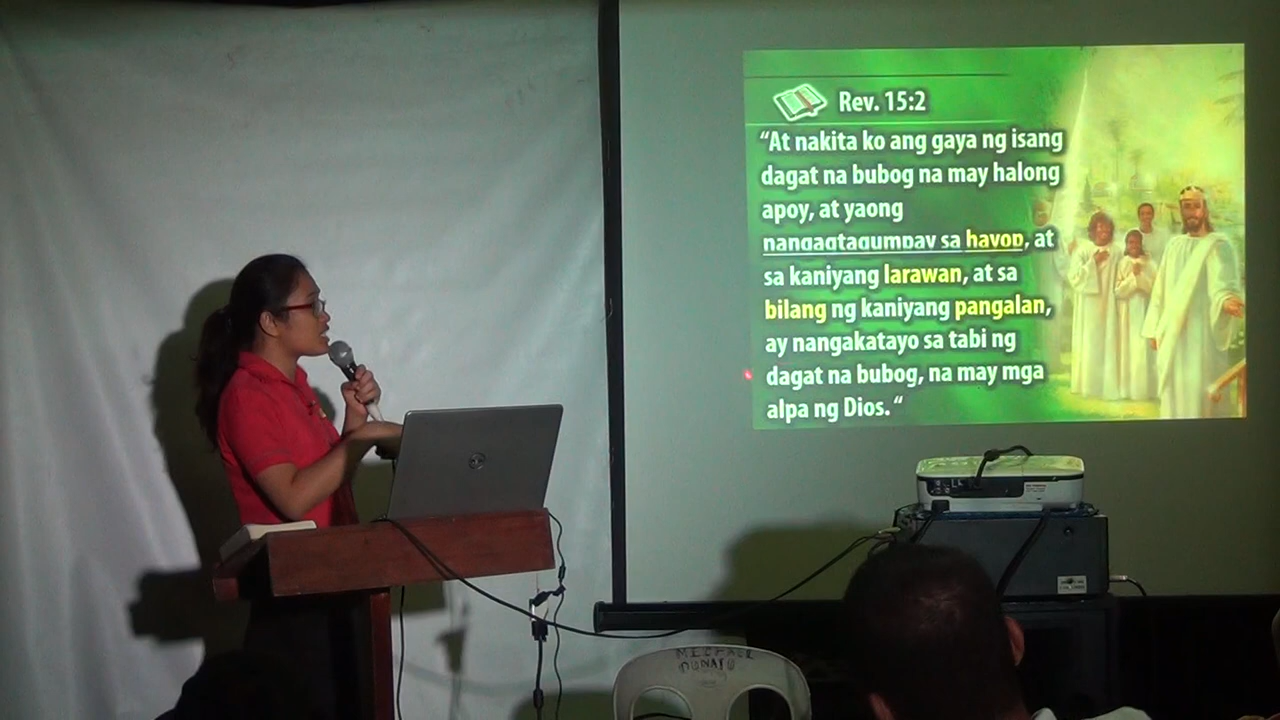 Rev. 15:2
“At nakita ko ang gaya ng isang
dagat na bubog na may halong
apoy, at yaong
nangagtagumpay sa hayop, at
sa kaniyang larawan, at sa
bilang ng kaniyang pangalan,
ay nangakatayo sa tabi ng
dagat na bubog, na may mga
alpa ng Dios.“
DELL